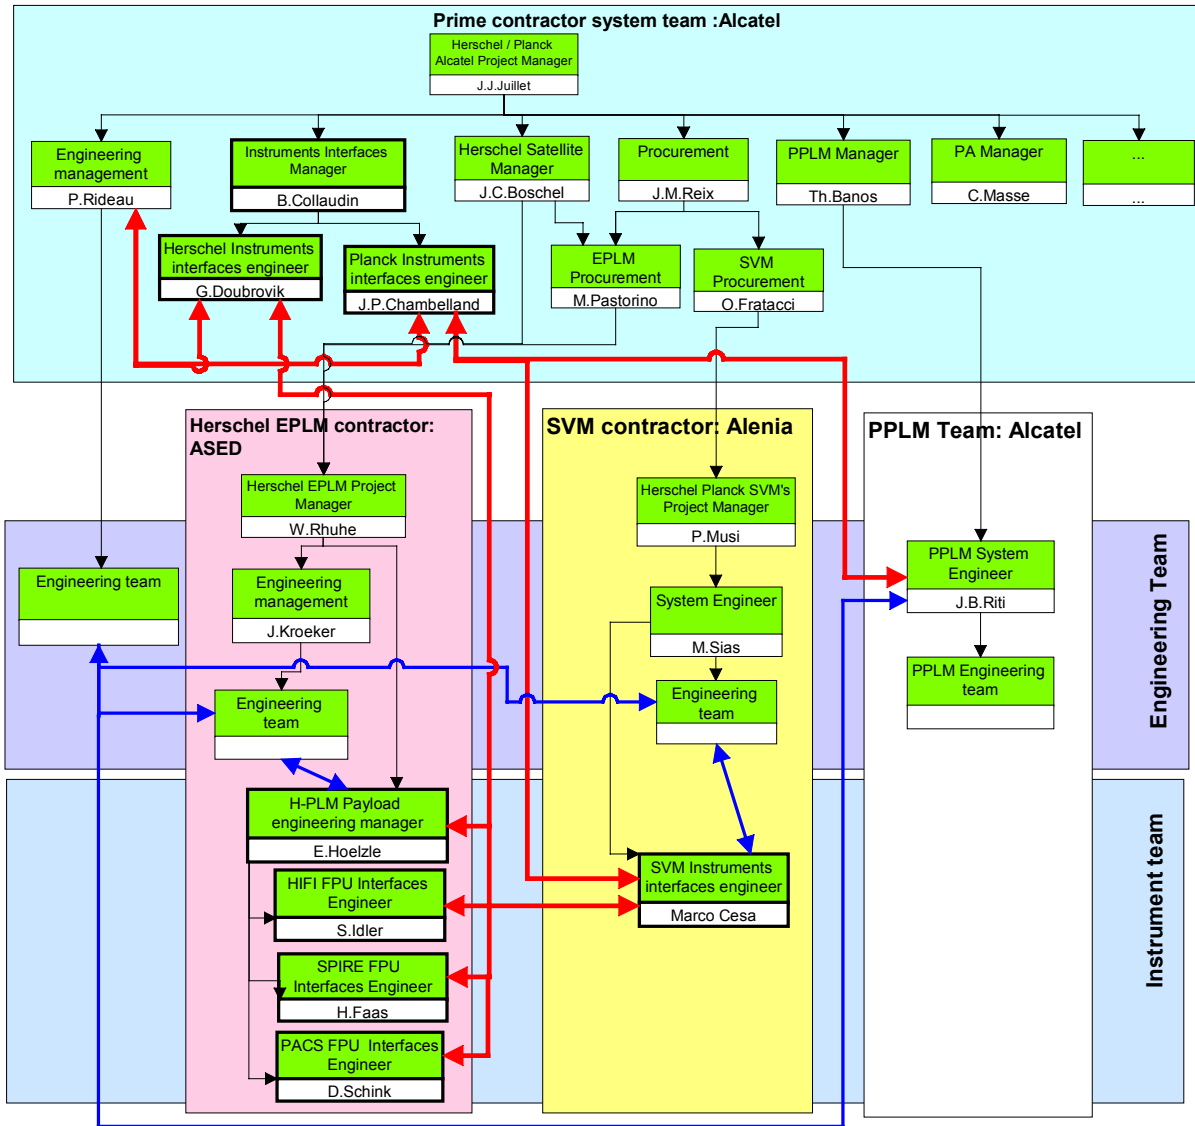 Prime contractor system team :Alcatel
Herschel / Planck
Alcatel Project Manager
J.J.Juillet
Engineering
management
P.Rideau
Instruments Interfaces
Manager
B.Collaudin
Herschel Satellite
Manager
J.C.Boschel
Procurement
J.M.Reix
PPLM Manager
Th.Banos
PA Manager
C.Masse
...
...
Herschel Instruments
interfaces engineer
G.Doubrovik
Planck Instruments
interfaces engineer
J.P.Chambelland
EPLM
Procurement
M.Pastorino
SVM
Procurement
O.Fratacci
Herschel EPLM contractor:
ASED
SVM contractor: Alenia
PPLM Team: Alcatel
Herschel EPLM Project
Manager
W.Rhuhe
Herschel Planck SVM's
Project Manager
P.Musi
Engineering team
Engineering
management
J.Kroeker
System Engineer
M.Sias
PPLM System
Engineer
J.B.Riti
Engineering
team
Engineering
team
PPLM Engineering
team
Engineering Team
H-PLM Payload
engineering manager
E.Hoelzle
HIFI FPU Interfaces
Engineer
S.Idler
SVM Instruments
interfaces engineer
Marco Cesa
SPIRE FPU
Interfaces Engineer
H.Faas
PACS FPU  Interfaces
Engineer
D.Schink
Instrument team